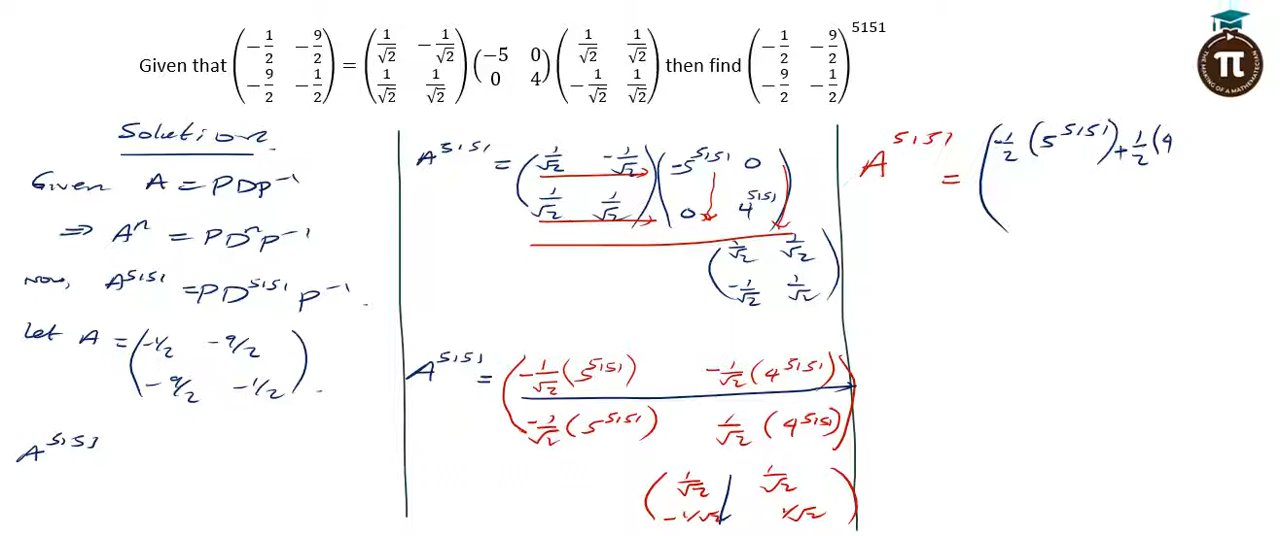 Given that (-1/2 -9/2; -9/2 -1/2) = (1/√2 -1/√2; 1/√2 1/√2) (-5 0; 0 4) (1/√2 1/√2; -1/√2 1/√2) then find (-1/2 -9/2; -9/2 -1/2)^5151
THE MAKING OF A MATHEMATICIAN
π
Solution
Given A = PDP^-1
⇒ A^n = PD^n P^-1
Now, A^5151 = PD^5151 P^-1.
Let A = (-1/2 -9/2; -9/2 -1/2).
A^5151
A^5151 = (1/√2 -1/√2; 1/√2 1/√2) (-5^5151 0; 0 4^5151)
(1/√2 1/√2; -1/√2 1/√2)
A^5151 = (-1/√2 (5^5151) -1/√2 (4^5151); -1/√2 (5^5151) 1/√2 (4^5151))
(1/√2 1/√2; -1/√2 1/√2)
A^5151 = (-1/2 (5^5151) + 1/2 (4